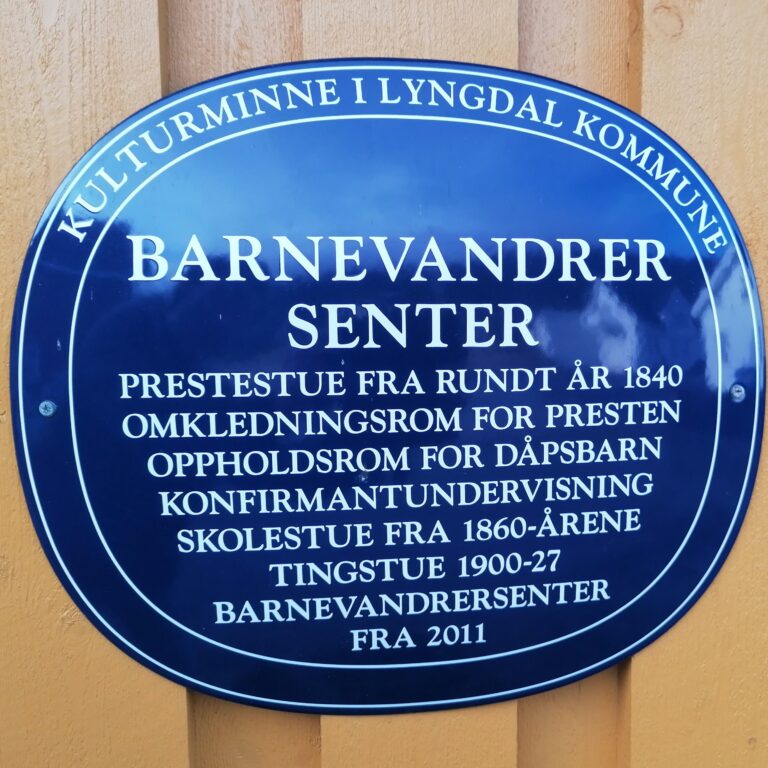 KULTURMINNE I LYNGDAL KOMMUNE
BARNEVANDRER
SENTER
PRESTESTUE FRA RUNDT ÅR 1840
OMKLEDNINGSROM FOR PRESTEN
OPPHOLDSROM FOR DÅPSBARN
KONFIRMANTUNDERVISNING
SKOLESTUE FRA 1860-ÅRENE
TINGSTUE 1900-27
BARNEVANDRERSENTER
FRA 2011